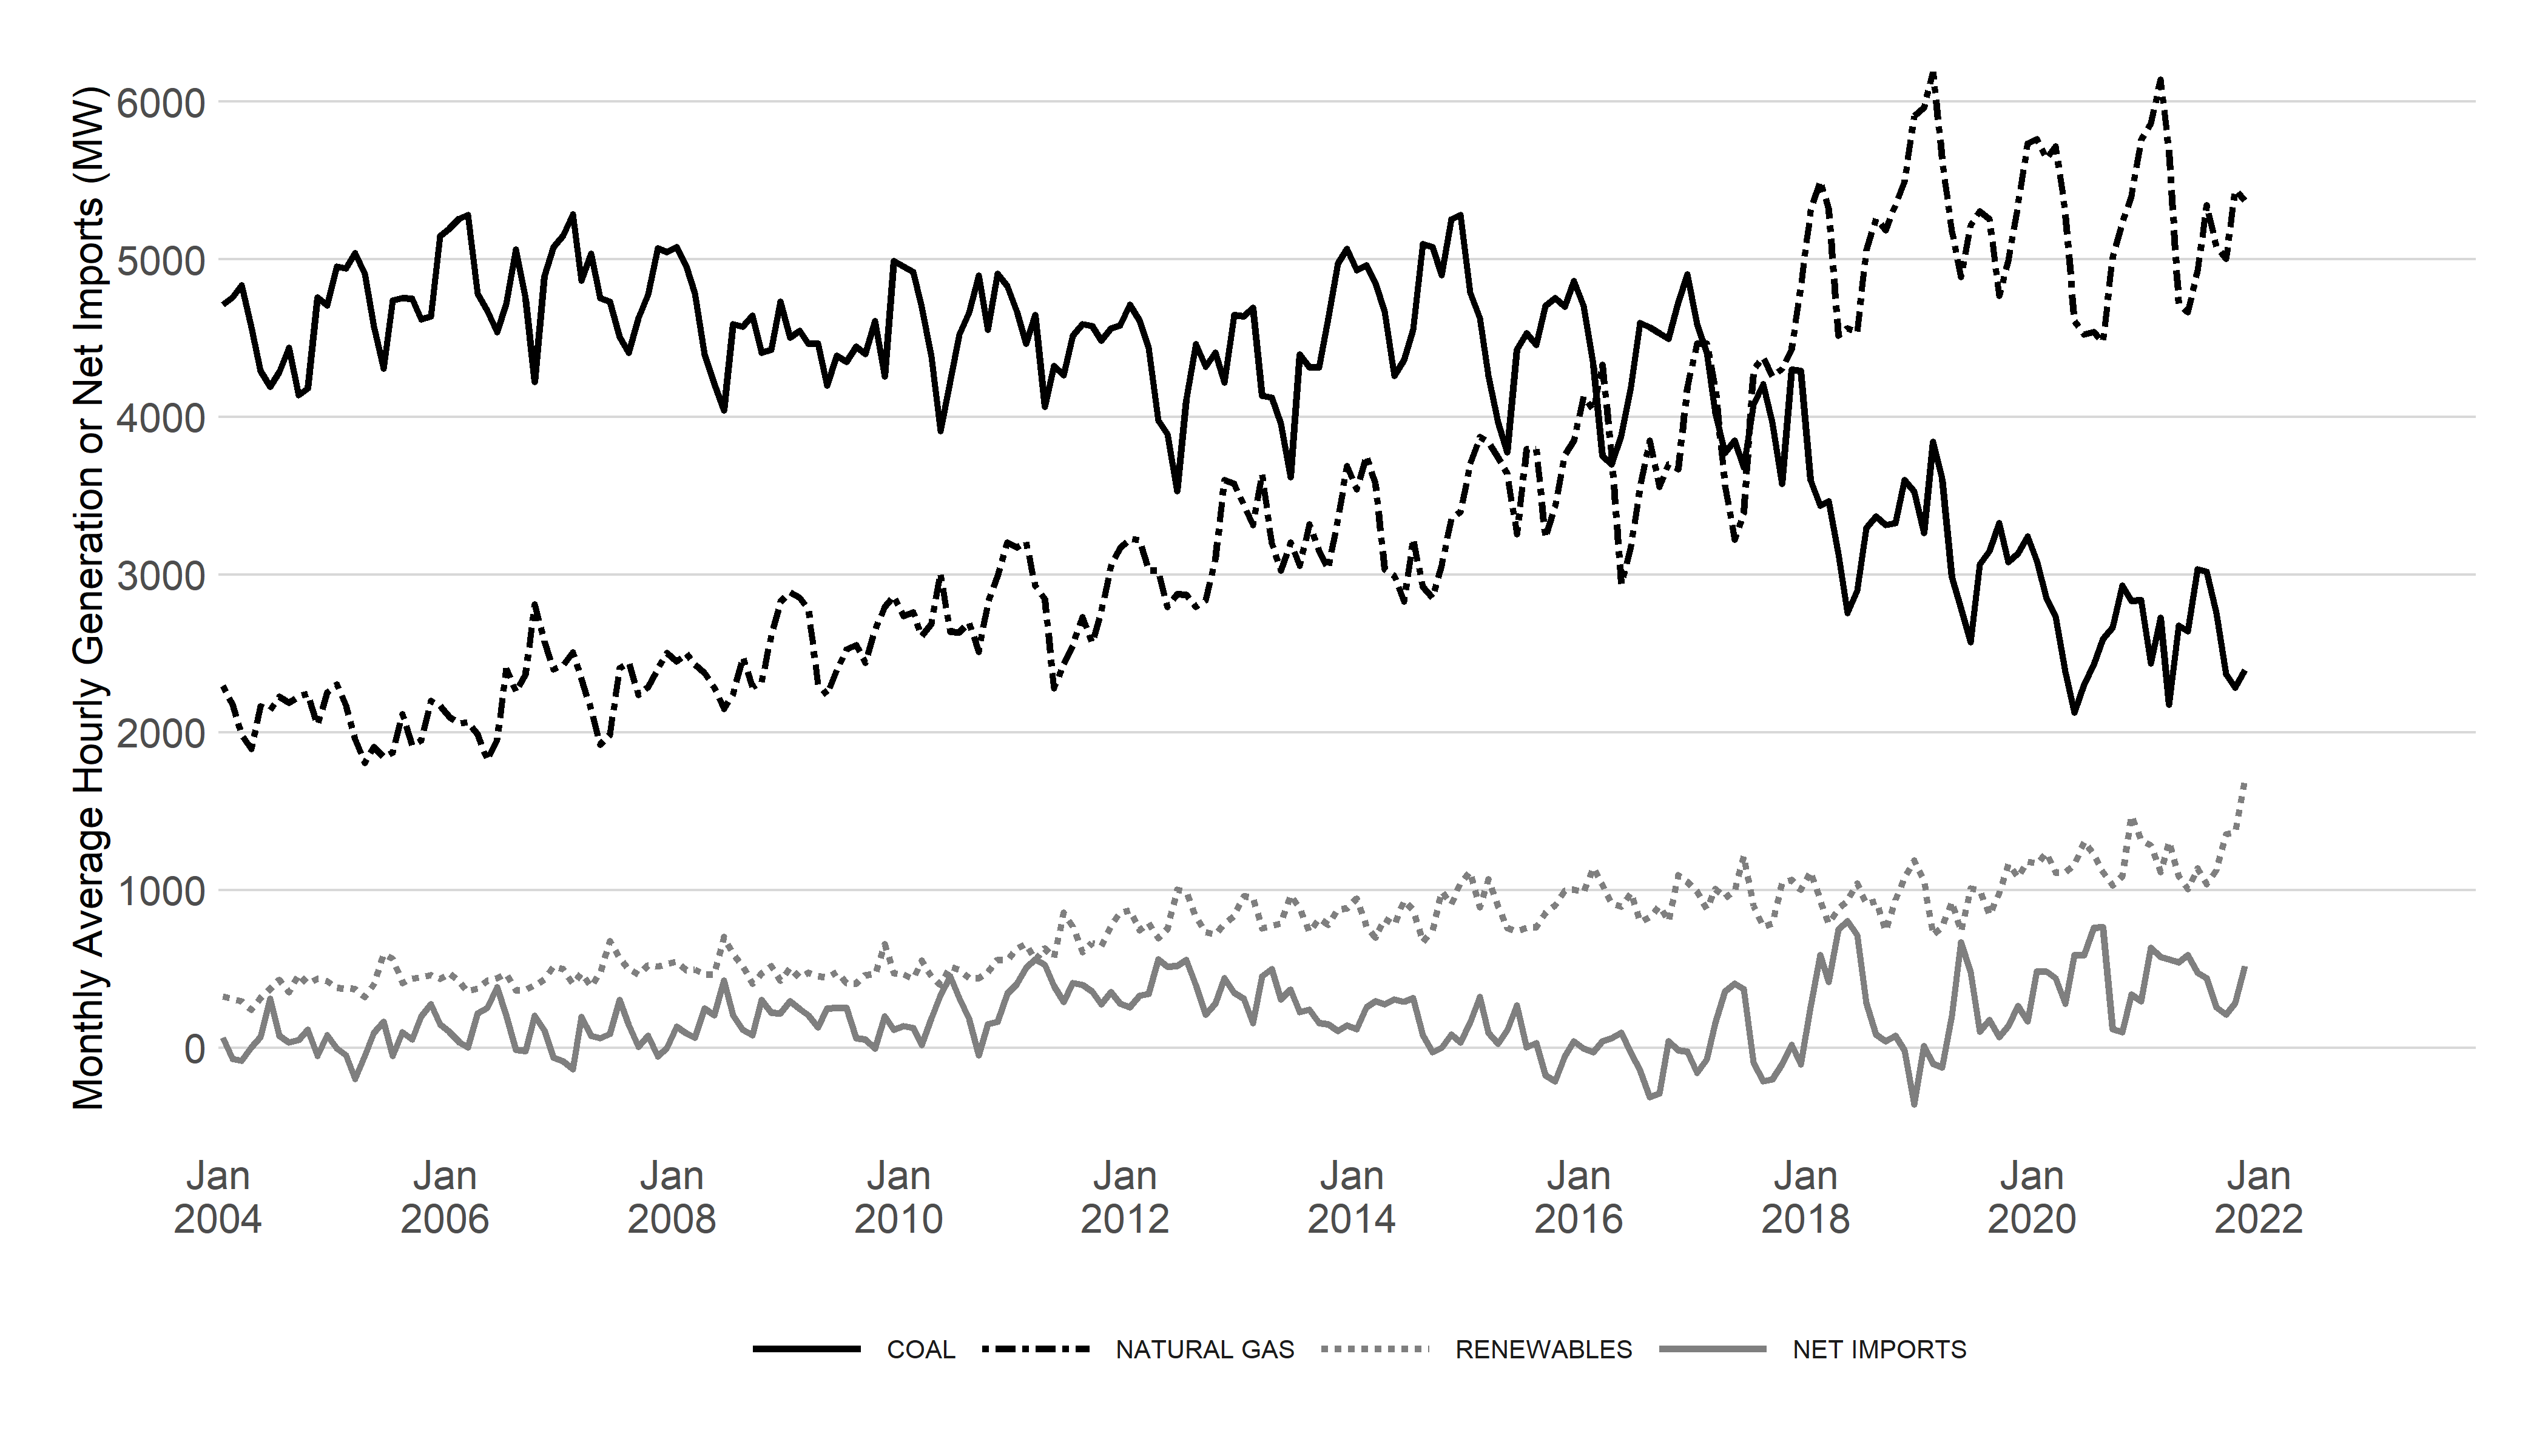 Monthly Average Hourly Generation or Net Imports (MW)
6000
5000
4000
3000
2000
1000
0
Jan
2004
Jan
2006
Jan
2008
Jan
2010
Jan
2012
Jan
2014
Jan
2016
Jan
2018
Jan
2020
Jan
2022
COAL
NATURAL GAS
RENEWABLES
NET IMPORTS